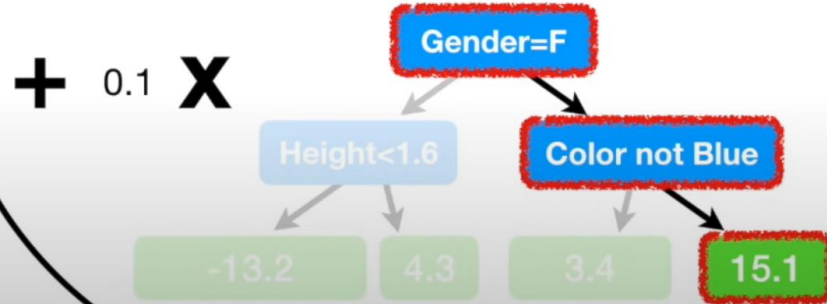 Gender=F
+ 0.1 X
Height<1.6 Color not Blue
-13.2 4.3 3.4 15.1